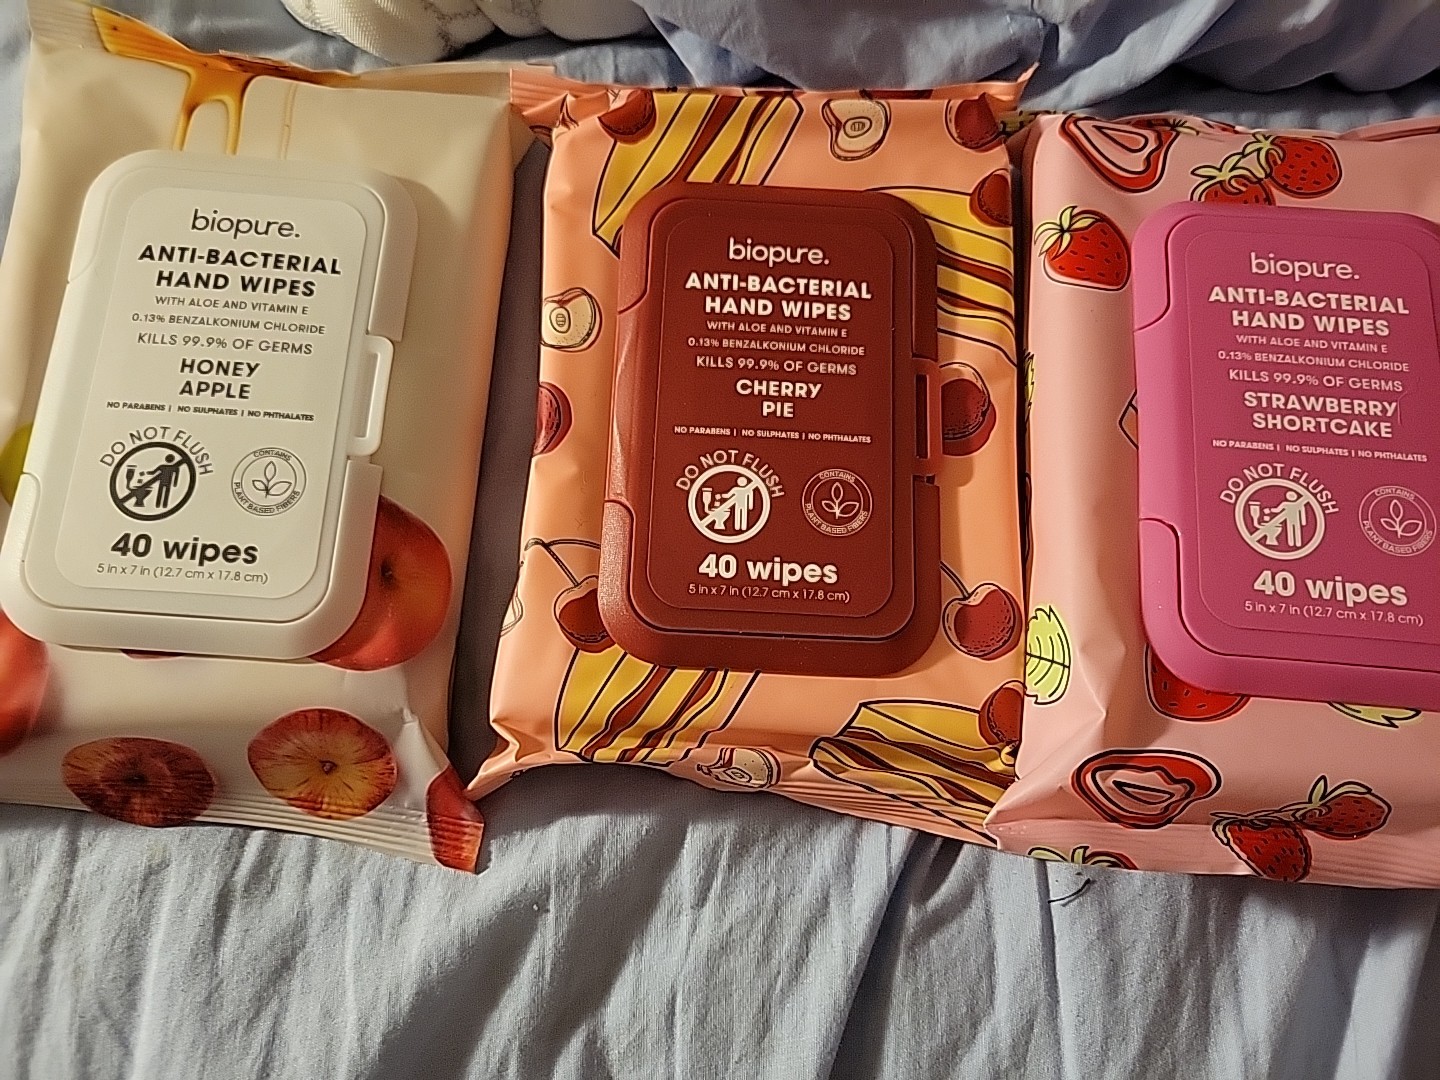 biopure.
ANTI-BACTERIAL
HAND WIPES
WITH ALOE AND VITAMIN E
0.13% BENZALKONIUM CHLORIDE
KILLS 99.9% OF GERMS
HONEY
APPLE
NO PARABENS | NO SULPHATES | NO PHTHALATES
DO NOT FLUSH
CONTAINS
PLANT BASED FIBERS
40 wipes
5 in x 7 in (12.7 cm x 17.8 cm)
biopure.
ANTI-BACTERIAL
HAND WIPES
WITH ALOE AND VITAMIN E
0.13% BENZALKONIUM CHLORIDE
KILLS 99.9% OF GERMS
CHERRY
PIE
NO PARABENS | NO SULPHATES | NO PHTHALATES
DO NOT FLUSH
CONTAINS
PLANT BASED FIBERS
40 wipes
5 in x 7 in (12.7 cm x 17.8 cm)
biopure.
ANTI-BACTERIAL
HAND WIPES
WITH ALOE AND VITAMIN E
0.13% BENZALKONIUM CHLORIDE
KILLS 99.9% OF GERMS
STRAWBERRY
SHORTCAKE
NO PARABENS | NO SULPHATES | NO PHTHALATES
DO NOT FLUSH
CONTAINS
PLANT BASED FIBERS
40 wipes
5 in x 7 in (12.7 cm x 17.8 cm)